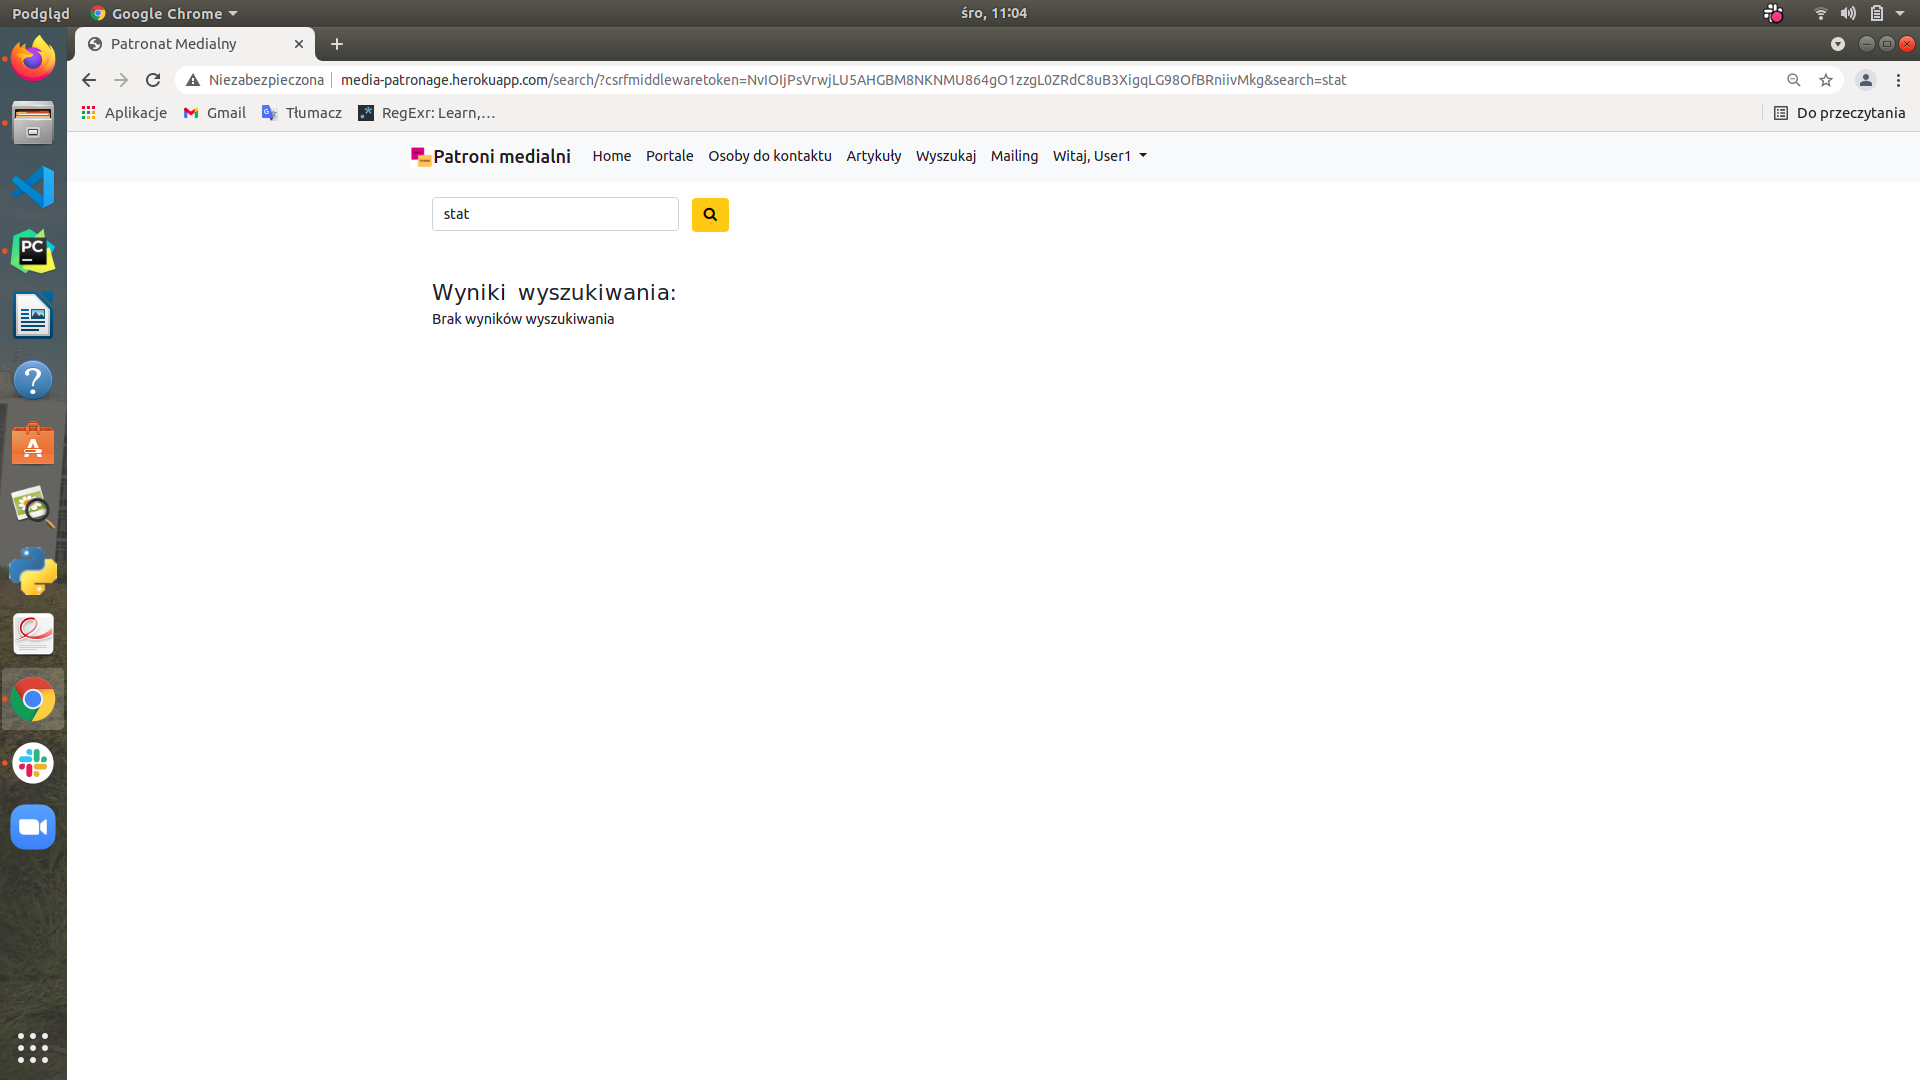 Podgląd
Google Chrome
śro, 11:04
Patronat Medialny
Niezabezpieczona
media-patronage.herokuapp.com/search/?csrfmiddlewaretoken=NvIOIjPsVrwjLU5AHGBM8NKNMU864gO1zzgL0ZRdC8uB3XigqLG98OfBRniivMkg&search=stat
Aplikacje
Gmail
Tłumacz
RegExr: Learn,…
Do przeczytania
Patroni medialni
Home
Portale
Osoby do kontaktu
Artykuły
Wyszukaj
Mailing
Witaj, User1
stat
Wyniki wyszukiwania:
Brak wyników wyszukiwania
PC